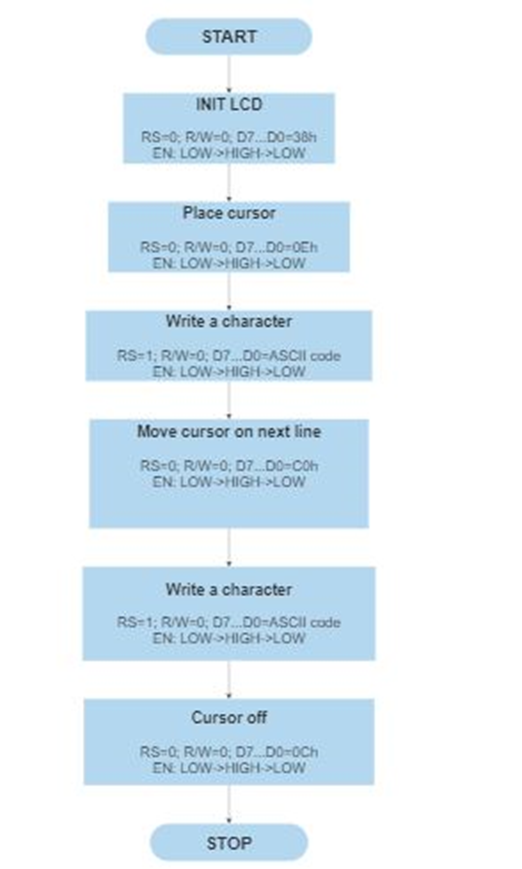 START
INIT LCD
RS=0; R/W=0; D7...D0=38h
EN: LOW->HIGH->LOW
Place cursor
RS=0; R/W=0; D7...D0=0Eh
EN: LOW->HIGH->LOW
Write a character
RS=1; R/W=0; D7...D0=ASCII code
EN: LOW->HIGH->LOW
Move cursor on next line
RS=0; R/W=0; D7...D0=C0h
EN: LOW->HIGH->LOW
Write a character
RS=1; R/W=0; D7...D0=ASCII code
EN: LOW->HIGH->LOW
Cursor off
RS=0; R/W=0; D7...D0=0Ch
EN: LOW->HIGH->LOW
STOP